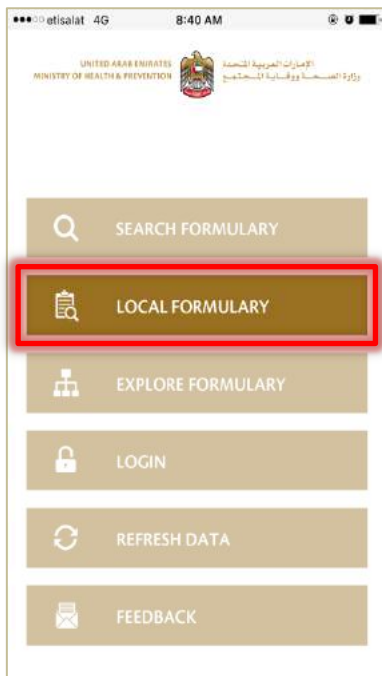 etisalat 4G 8:40 AM
UNITED ARAB EMIRATES
MINISTRY OF HEALTH & PREVENTION
الإمارات العربية المتحدة
وزارة الصحة ووقاية المجتمع
SEARCH FORMULARY
LOCAL FORMULARY
EXPLORE FORMULARY
LOGIN
REFRESH DATA
FEEDBACK